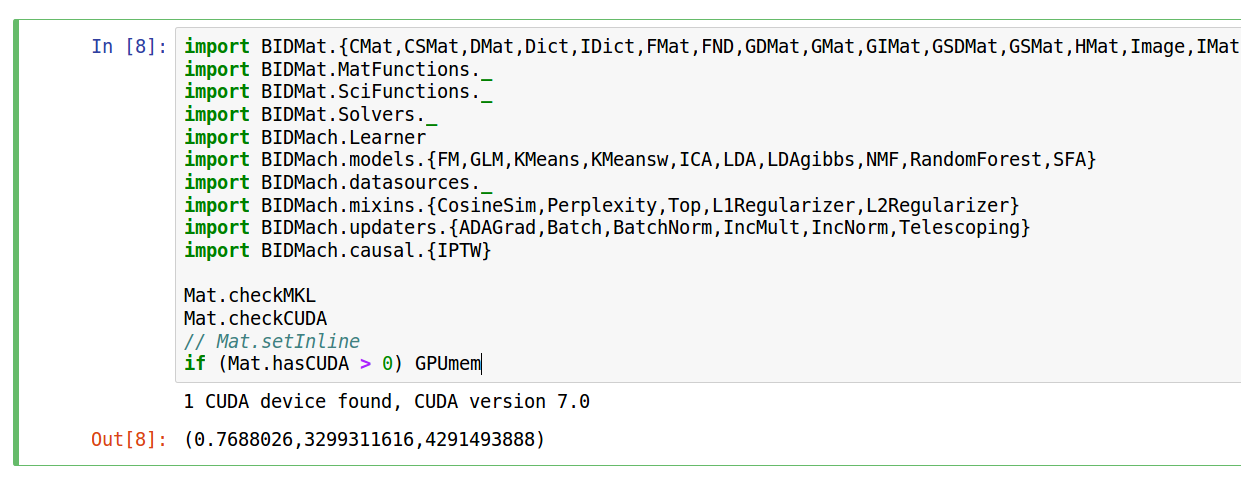 In [8]: import BIDMat.{CMat,CSMat,DMat,Dict,IDict,FMat,FND,GDMat,GMat,GIMat,GSDMat,GSMat,HMat,Image,IMat
import BIDMat.MatFunctions._
import BIDMat.SciFunctions._
import BIDMat.Solvers._
import BIDMach.Learner
import BIDMach.models.{FM,GLM,KMeans,KMeansw,ICA,LDA,LDAgibbs,NMF,RandomForest,SFA}
import BIDMach.datasources._
import BIDMach.mixins.{CosineSim,Perplexity,Top,L1Regularizer,L2Regularizer}
import BIDMach.updaters.{ADAGrad,Batch,BatchNorm,IncMult,IncNorm,Telescoping}
import BIDMach.causal.{IPTW}
Mat.checkMKL
Mat.checkCUDA
// Mat.setInline
if (Mat.hasCUDA > 0) GPUmem
1 CUDA device found, CUDA version 7.0
Out[8]: (0.7688026,3299311616,4291493888)